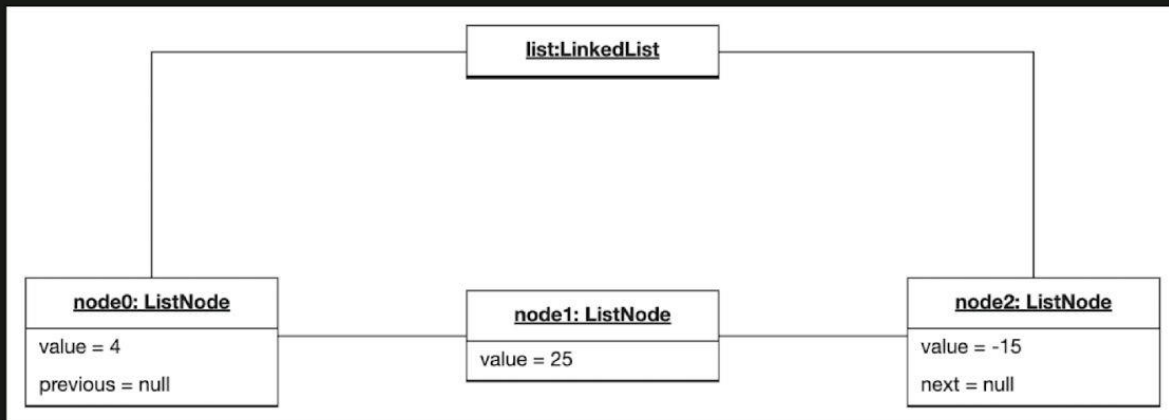 list:LinkedList
node0: ListNode
value = 4
previous = null
node1: ListNode
value = 25
node2: ListNode
value = -15
next = null